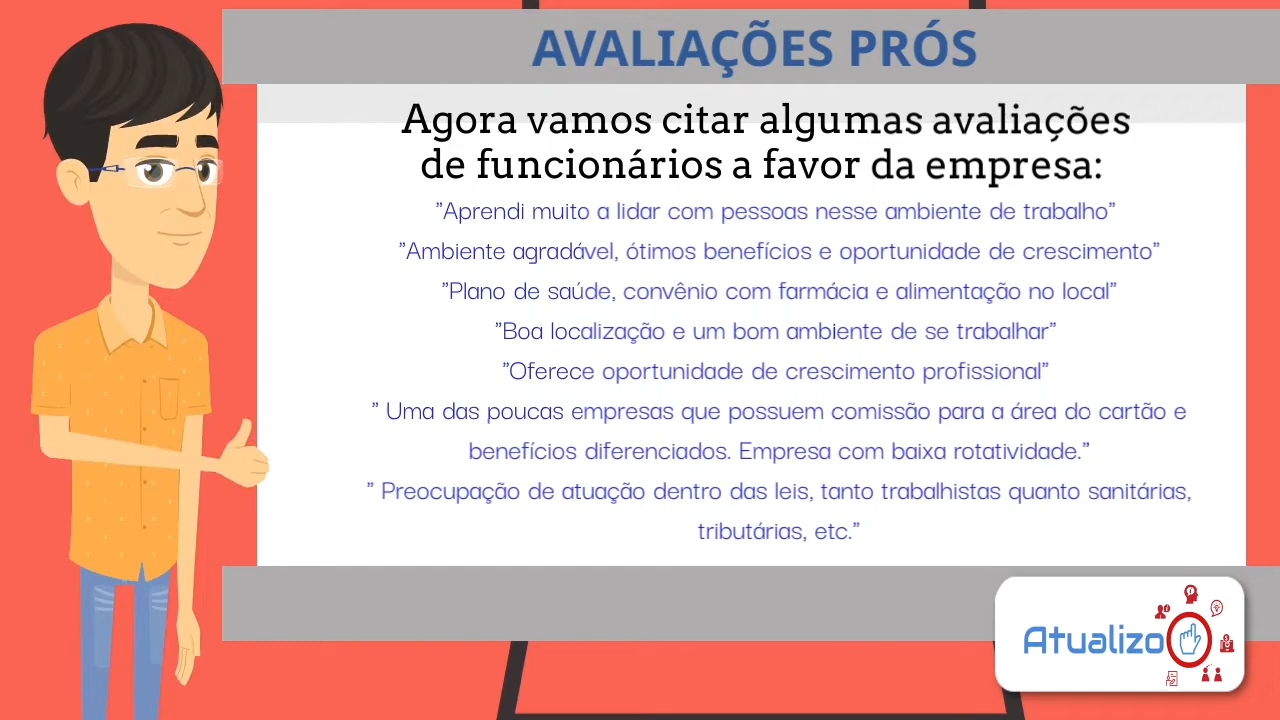 AVALIAÇÕES PRÓS
Agora vamos citar algumas avaliações
de funcionários a favor da empresa:
"Aprendi muito a lidar com pessoas nesse ambiente de trabalho"
"Ambiente agradável, ótimos benefícios e oportunidade de crescimento"
"Plano de saúde, convênio com farmácia e alimentação no local"
"Boa localização e um bom ambiente de se trabalhar"
"Oferece oportunidade de crescimento profissional"
" Uma das poucas empresas que possuem comissão para a área do cartão e
benefícios diferenciados. Empresa com baixa rotatividade."
" Preocupação de atuação dentro das leis, tanto trabalhistas quanto sanitárias,
tributárias, etc."
Atualizo